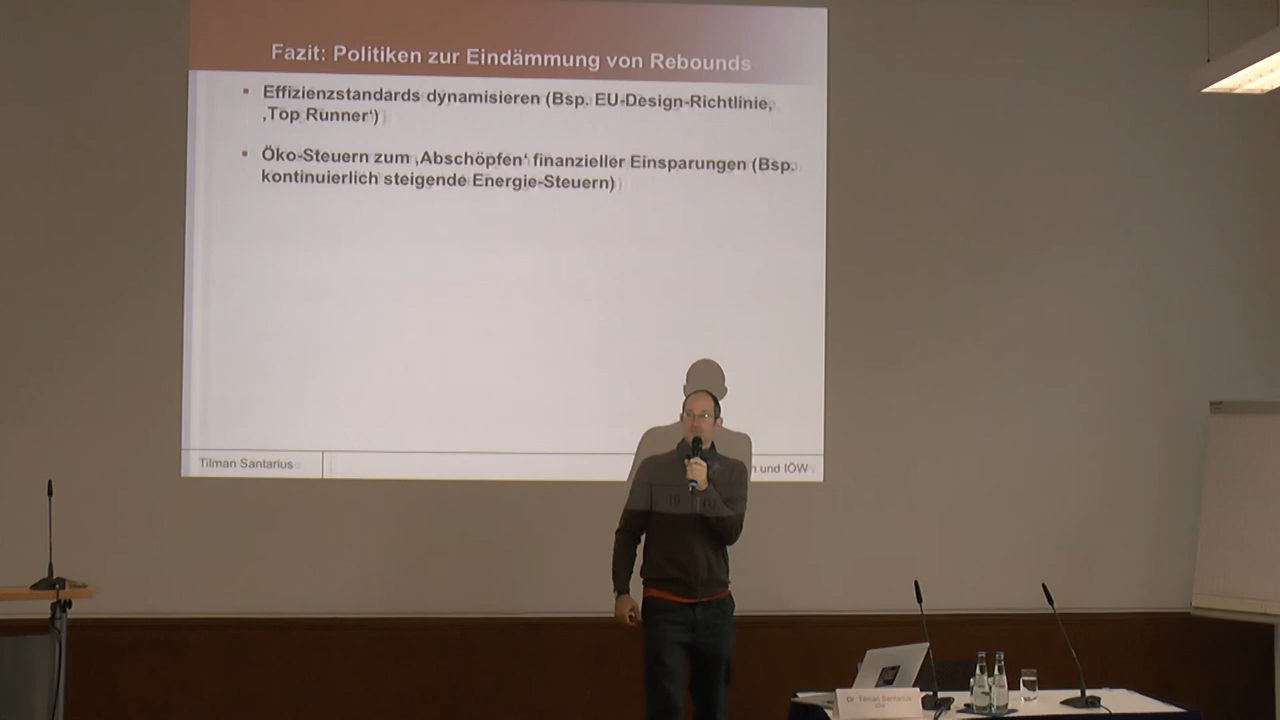 Fazit: Politiken zur Eindämmung von Rebounds
Effizienzstandards dynamisieren (Bsp. EU-Design-Richtlinie,
‚Top Runner‘)
Öko-Steuern zum ‚Abschöpfen‘ finanzieller Einsparungen (Bsp.
kontinuierlich steigende Energie-Steuern)
Tilman Santarius
und IÖW
Dr. Tilman Santarius